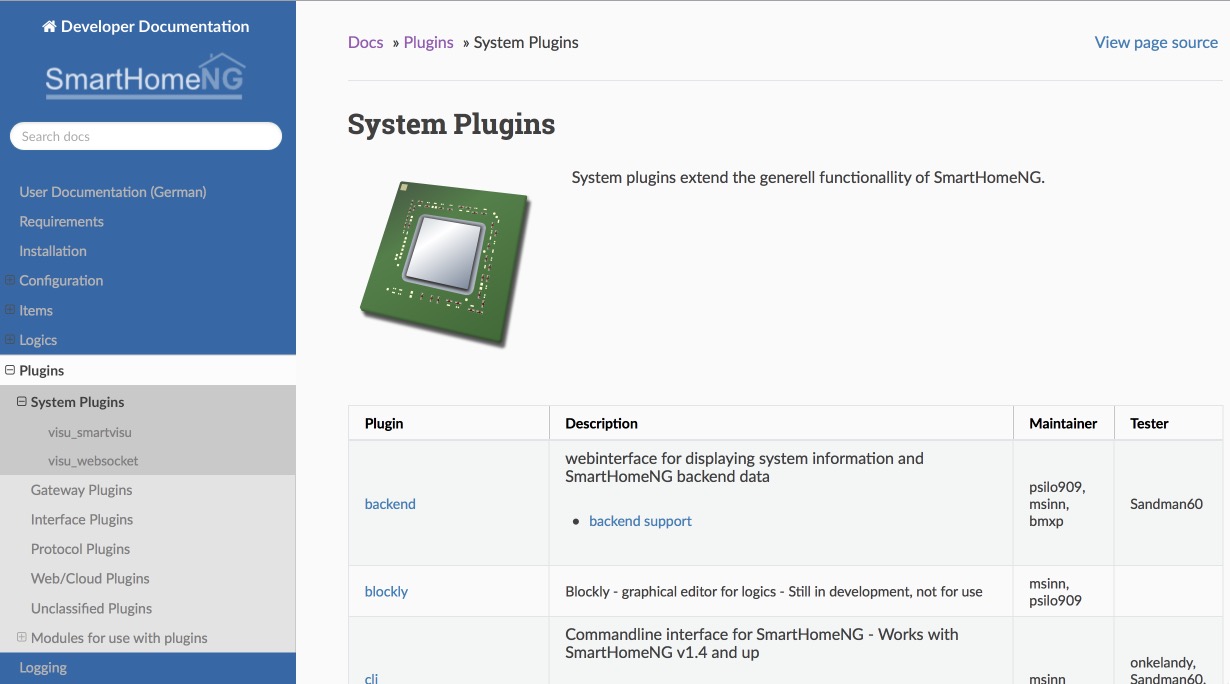 Developer Documentation
SmartHomeNG
Search docs
User Documentation (German)
Requirements
Installation
Configuration
Items
Logics
Plugins
System Plugins
visu_smartvisu
visu_websocket
Gateway Plugins
Interface Plugins
Protocol Plugins
Web/Cloud Plugins
Unclassified Plugins
Modules for use with plugins
Logging
Docs » Plugins » System Plugins
View page source
System Plugins
System plugins extend the generell functionallity of SmartHomeNG.
Plugin Description Maintainer Tester
backend
webinterface for displaying system information and
SmartHomeNG backend data
• backend support
psilo909,
msinn,
bmxp
Sandman60
blockly
Blockly - graphical editor for logics - Still in development, not for use
msinn,
psilo909
cli
Commandline interface for SmartHomeNG - Works with
SmartHomeNG v1.4 and up
msinn
onkelandy,
Sandman60,